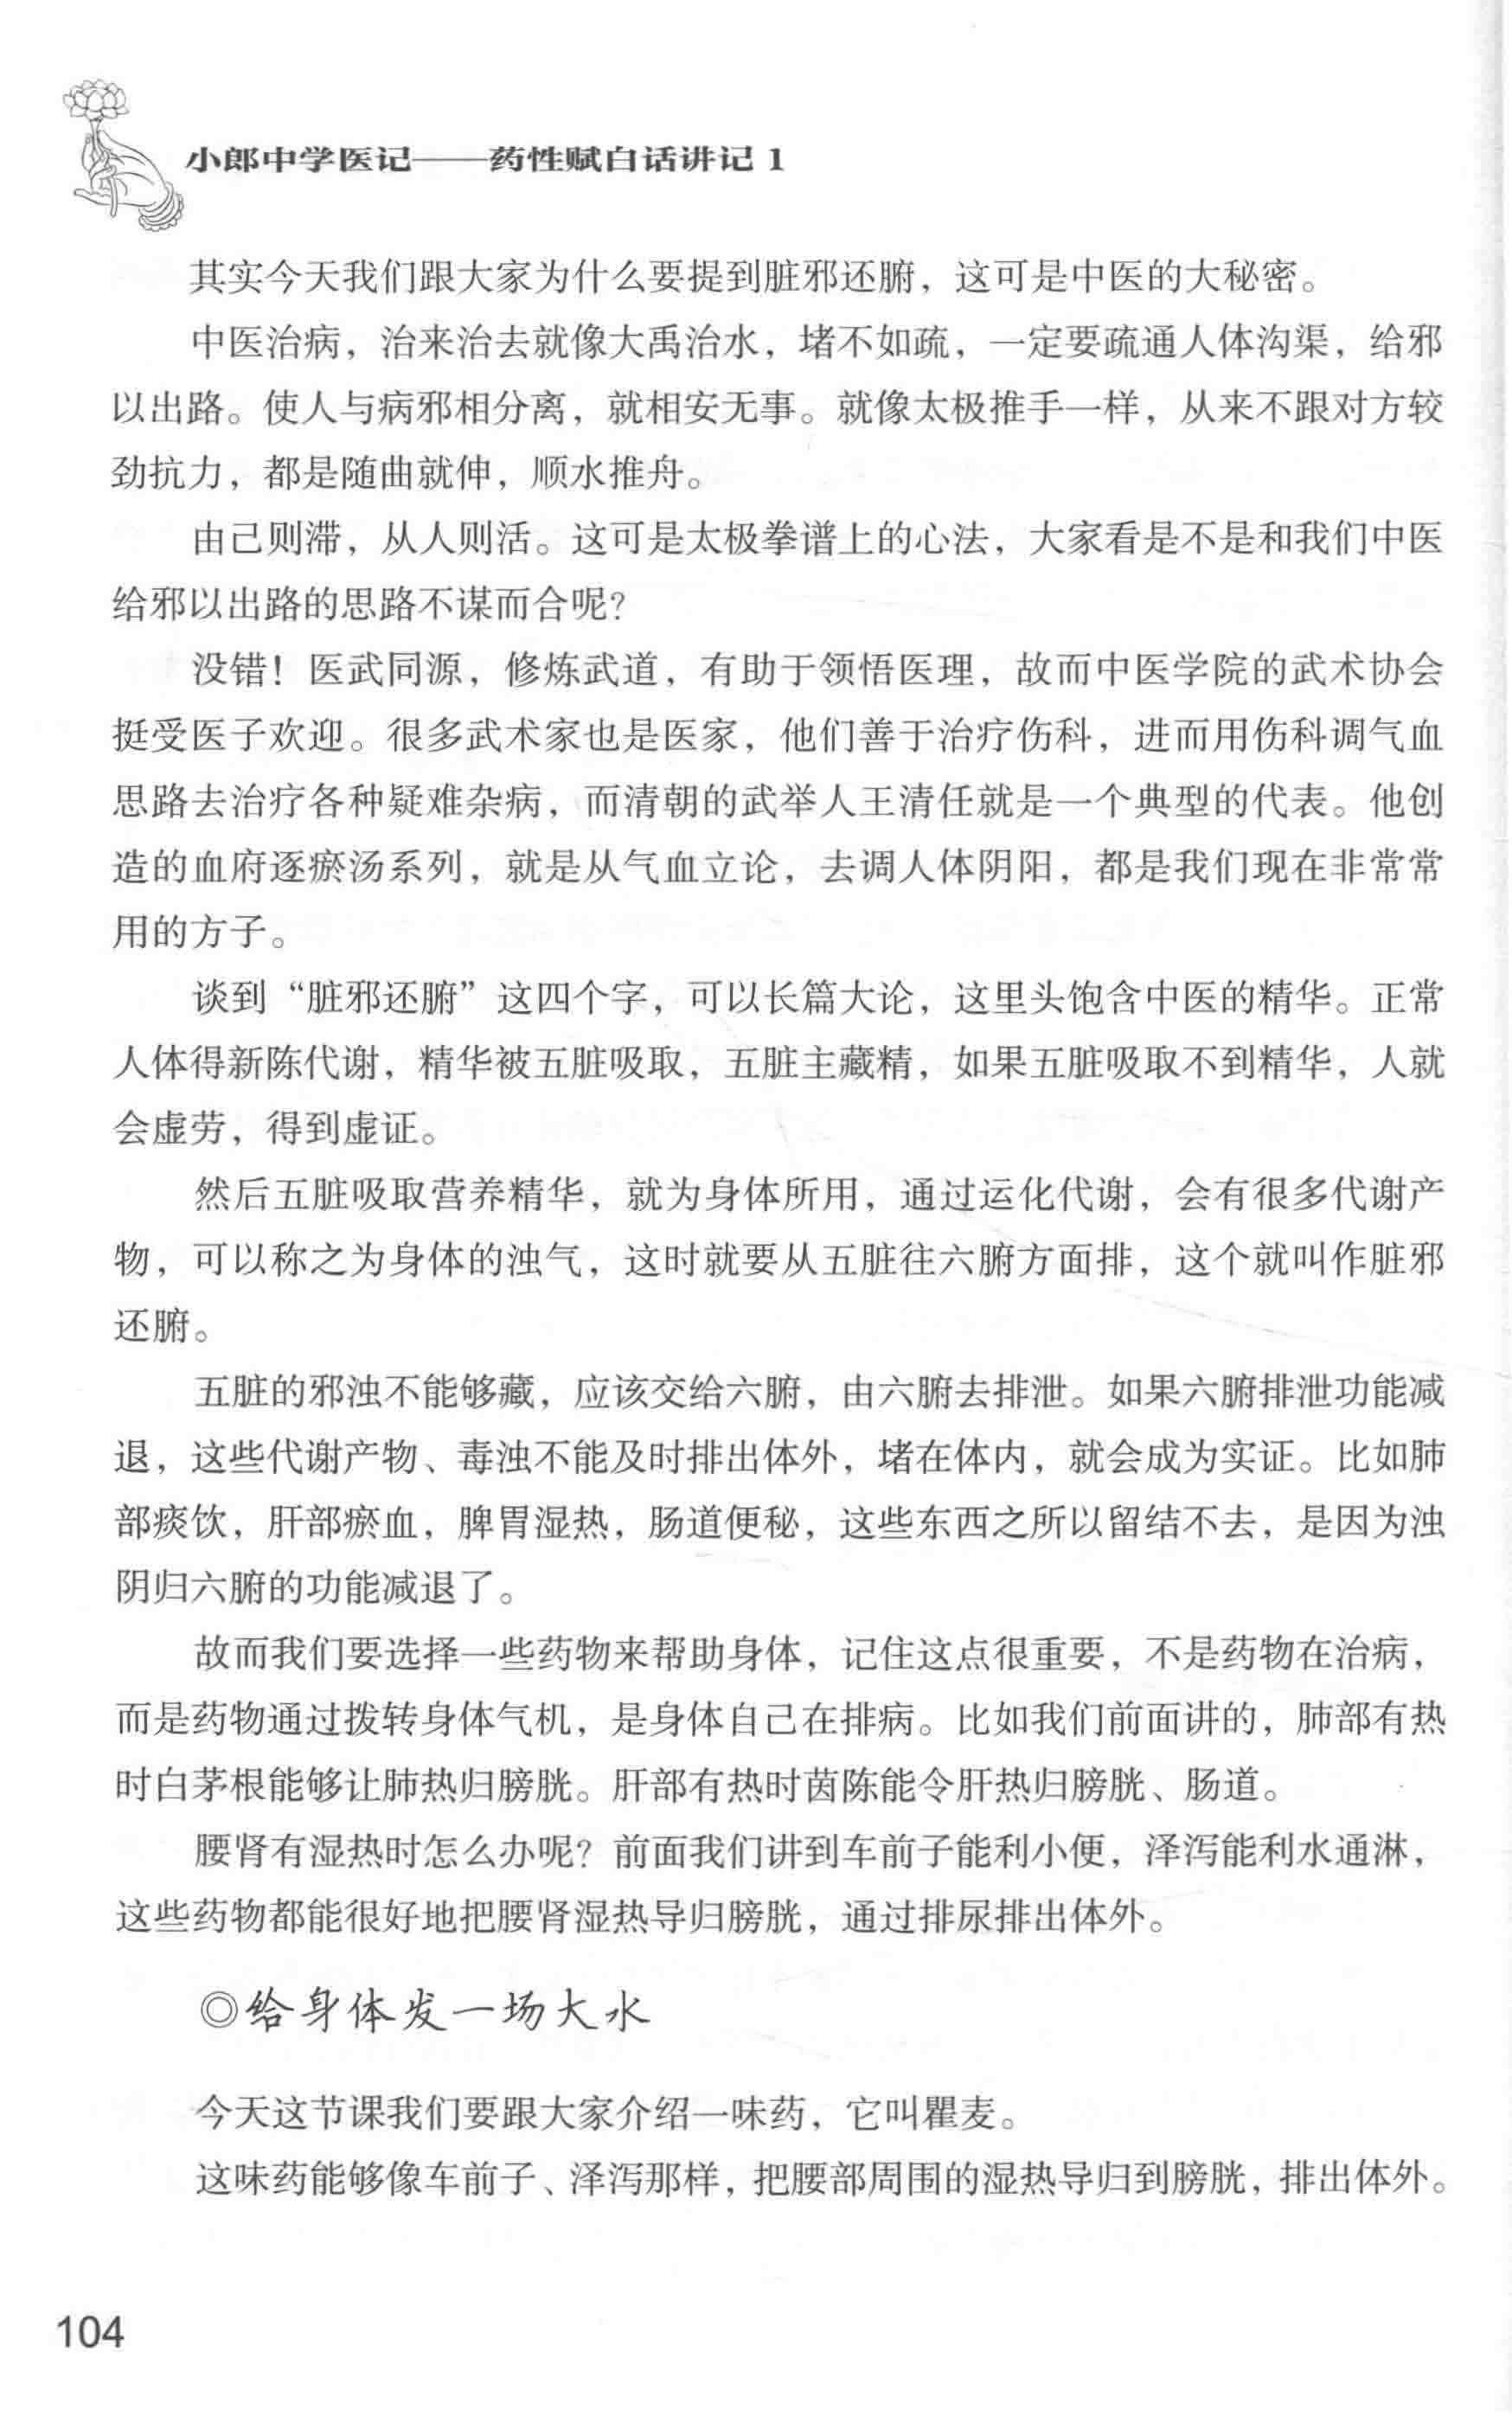 小郎中学医记——药性赋白话讲记 1
其实今天我们跟大家为什么要提到脏邪还腑，这可是中医的大秘密。
中医治病，治来治去就像大禹治水，堵不如疏，一定要疏通人体沟渠，给邪
以出路。使人与病邪相分离，就相安无事。就像太极推手一样，从来不跟对方较
劲抗力，都是随曲就伸，顺水推舟。
由己则滞，从人则活。这可是太极拳谱上的心法，大家看是不是和我们中医
给邪以出路的思路不谋而合呢？
没错！医武同源，修炼武道，有助于领悟医理，故而中医学院的武术协会
挺受医子欢迎。很多武术家也是医家，他们善于治疗伤科，进而用伤科调气血
思路去治疗各种疑难杂病，而清朝的武举人王清任就是一个典型的代表。他创
造的血府逐瘀汤系列，就是从气血立论，去调人体阴阳，都是我们现在非常常
用的方子。
谈到“脏邪还腑”这四个字，可以长篇大论，这里头饱含中医的精华。正常
人体得新陈代谢，精华被五脏吸取，五脏主藏精，如果五脏吸取不到精华，人就
会虚劳，得到虚证。
然后五脏吸取营养精华，就为身体所用，通过运化代谢，会有很多代谢产
物，可以称之为身体的浊气，这时就要从五脏往六腑方面排，这个就叫作脏邪
还腑。
五脏的邪浊不能够藏，应该交给六腑，由六腑去排泄。如果六腑排泄功能减
退，这些代谢产物、毒浊不能及时排出体外，堵在体内，就会成为实证。比如肺
部痰饮，肝部瘀血，脾胃湿热，肠道便秘，这些东西之所以留结不去，是因为浊
阴归六腑的功能减退了。
故而我们要选择一些药物来帮助身体，记住这点很重要，不是药物在治病，
而是药物通过拨转身体气机，是身体自己在排病。比如我们前面讲的，肺部有热
时白茅根能够让肺热归膀胱。肝部有热时茵陈能令肝热归膀胱、肠道。
腰肾有湿热时怎么办呢？前面我们讲到车前子能利小便，泽泻能利水通淋，
这些药物都能很好地把腰肾湿热导归膀胱，通过排尿排出体外。
◎给身体发一场大水
今天这节课我们要跟大家介绍一味药，它叫瞿麦。
这味药能够像车前子、泽泻那样，把腰部周围的湿热导归到膀胱，排出体外。
104